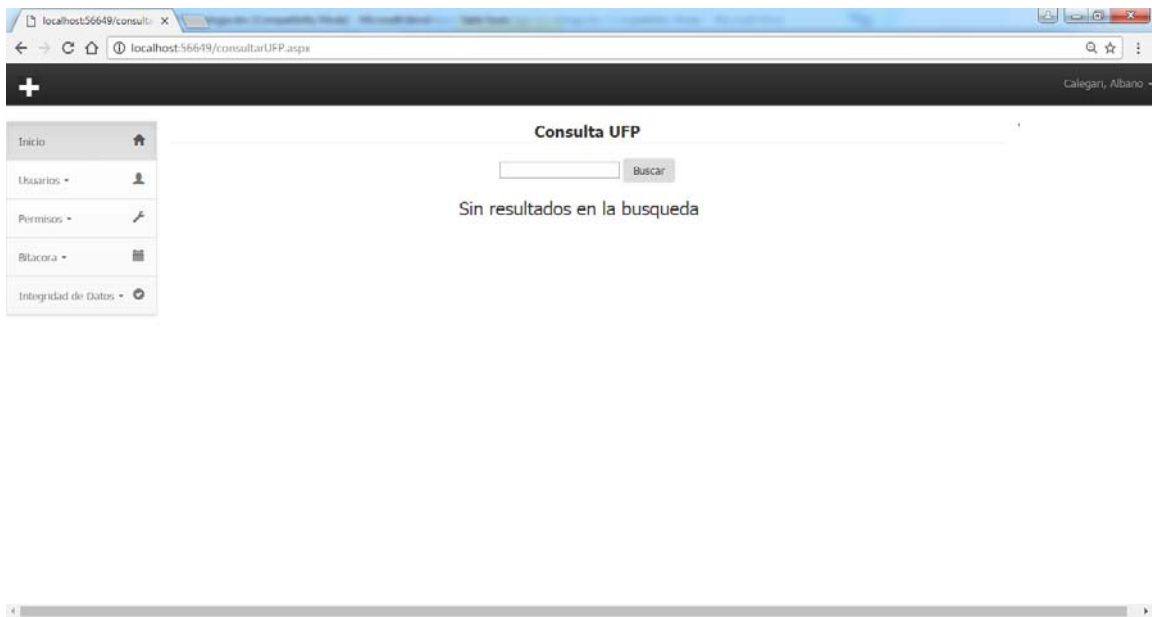 localhost:56649/consulta
localhost:56649/consultarUFP.aspx
Calegari, Albano
Consulta UFP
Inicio
Buscar
Usuarios
Sin resultados en la busqueda
Permisos
Bitacora
Integridad de Datos